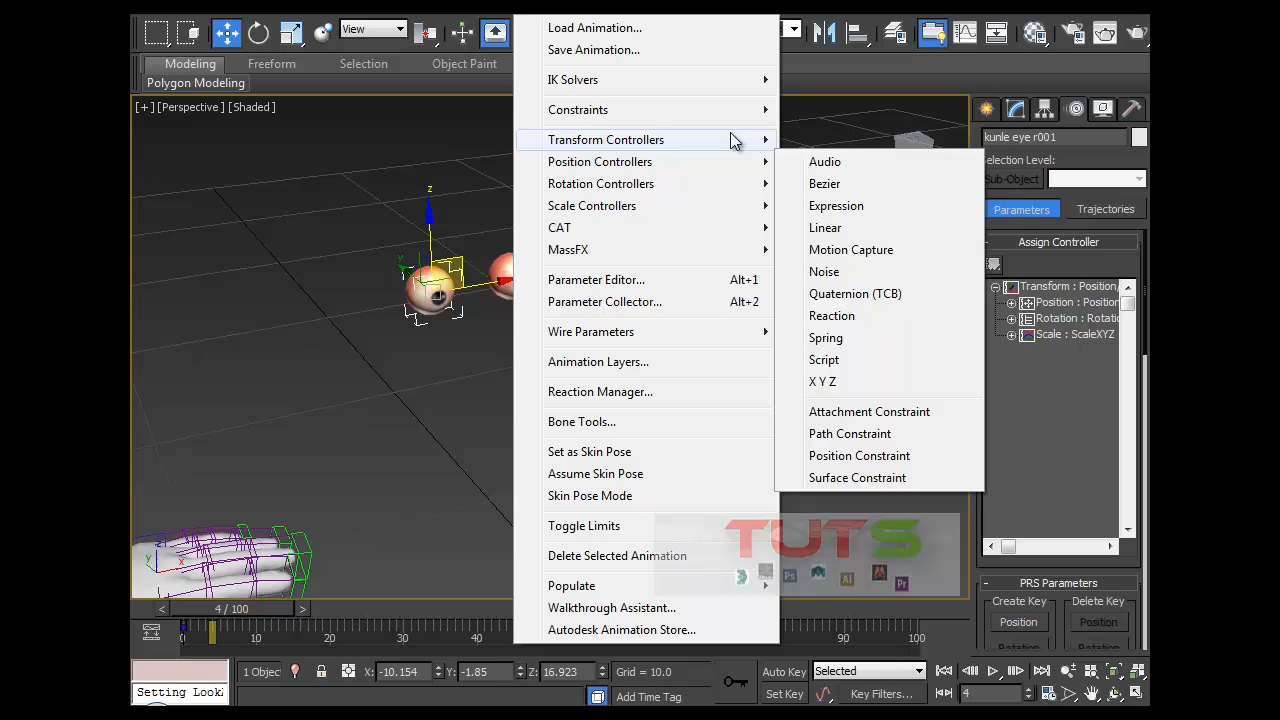 View
Modeling
Freeform
Selection
Object Paint
Polygon Modeling
[+] [Perspective] [Shaded]
Load Animation...
Save Animation...
IK Solvers
Constraints
Transform Controllers
Position Controllers
Rotation Controllers
Scale Controllers
CAT
MassFX
Parameter Editor... Alt+1
Parameter Collector... Alt+2
Wire Parameters
Animation Layers...
Reaction Manager...
Bone Tools...
Set as Skin Pose
Assume Skin Pose
Skin Pose Mode
Toggle Limits
Delete Selected Animation
Populate
Walkthrough Assistant...
Autodesk Animation Store...
Audio
Bezier
Expression
Linear
Motion Capture
Noise
Quaternion (TCB)
Reaction
Spring
Script
X Y Z
Attachment Constraint
Path Constraint
Position Constraint
Surface Constraint
kunle eye r001
Selection Level:
Sub-Object
Parameters
Trajectories
Assign Controller
Transform : Position/
Position : Position
Rotation : Rotatio
Scale : ScaleXYZ
PRS Parameters
Create Key
Delete Key
Position
Position
Rotation
Rotation
z
Y
y
x
TUTS
Ps
Ai
Pr
< 4 / 100 >
0 10 20 30 40 90 100
1 Objec
X: -10.154
Y: -1.85
Z: 16.923
Grid = 10.0
Auto Key
Selected
Setting LookA
Add Time Tag
Set Key
Key Filters...
4